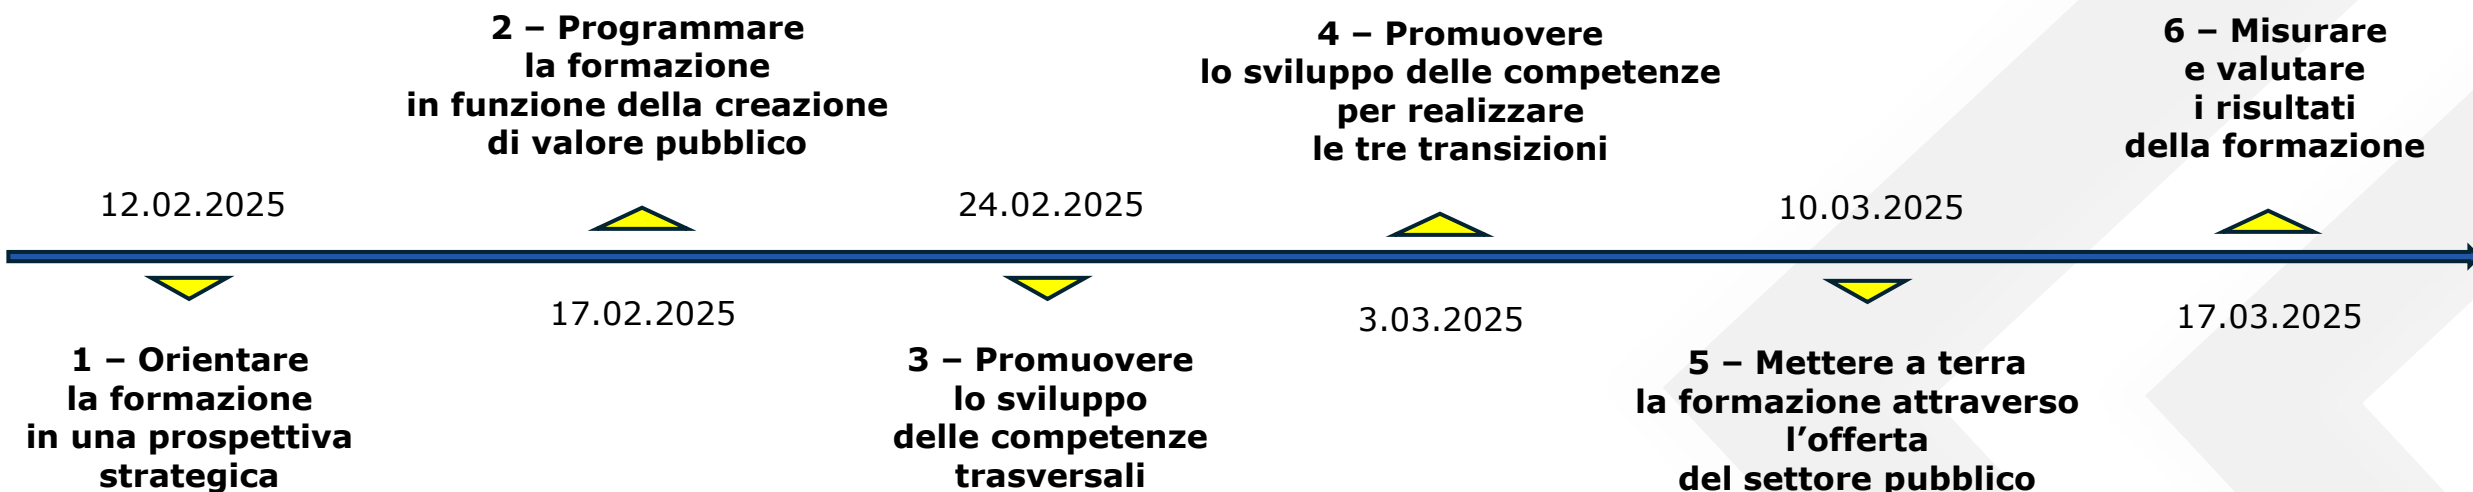 12.02.2025
1 – Orientare
la formazione
in una prospettiva
strategica
2 – Programmare
la formazione
in funzione della creazione
di valore pubblico
17.02.2025
24.02.2025
3 – Promuovere
lo sviluppo
delle competenze
trasversali
4 – Promuovere
lo sviluppo delle competenze
per realizzare
le tre transizioni
3.03.2025
10.03.2025
5 – Mettere a terra
la formazione attraverso
l’offerta
del settore pubblico
6 – Misurare
e valutare
i risultati
della formazione
17.03.2025